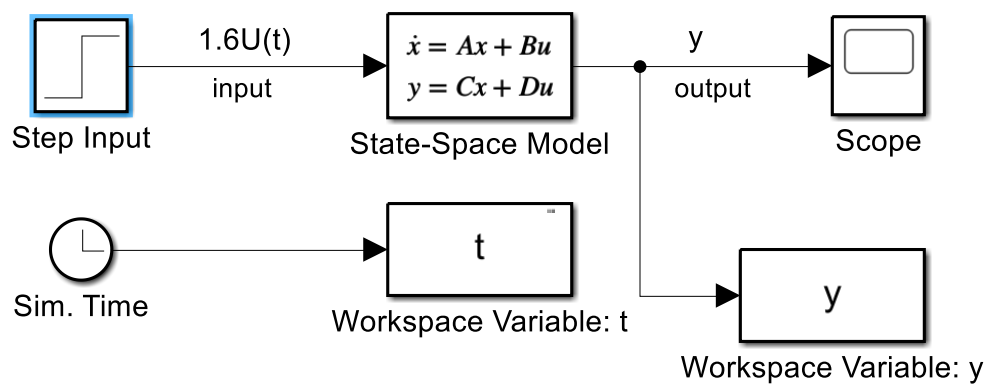 1.6U(t)
input
Step Input
ẋ = Ax + Bu
y = Cx + Du
State-Space Model
y
output
Scope
Sim. Time
t
Workspace Variable: t
y
Workspace Variable: y